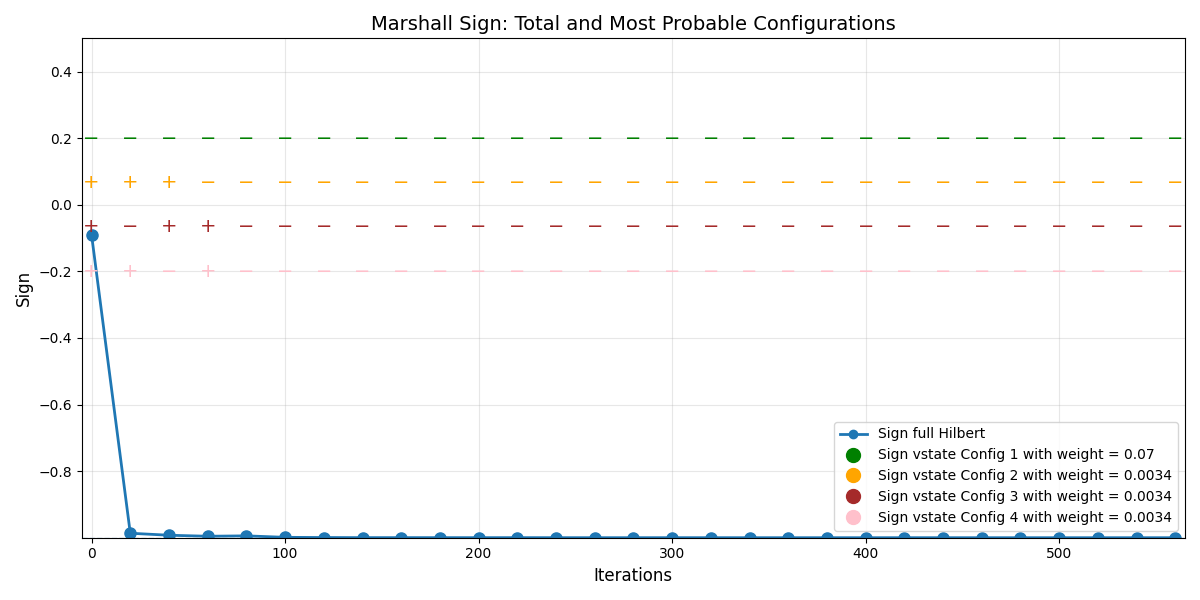 Marshall Sign: Total and Most Probable Configurations
0.4
0.2
0.0
−0.2
−0.4
−0.6
−0.8
Sign
0 100 200 300 400 500
Iterations
Sign full Hilbert
Sign vstate Config 1 with weight = 0.07
Sign vstate Config 2 with weight = 0.0034
Sign vstate Config 3 with weight = 0.0034
Sign vstate Config 4 with weight = 0.0034